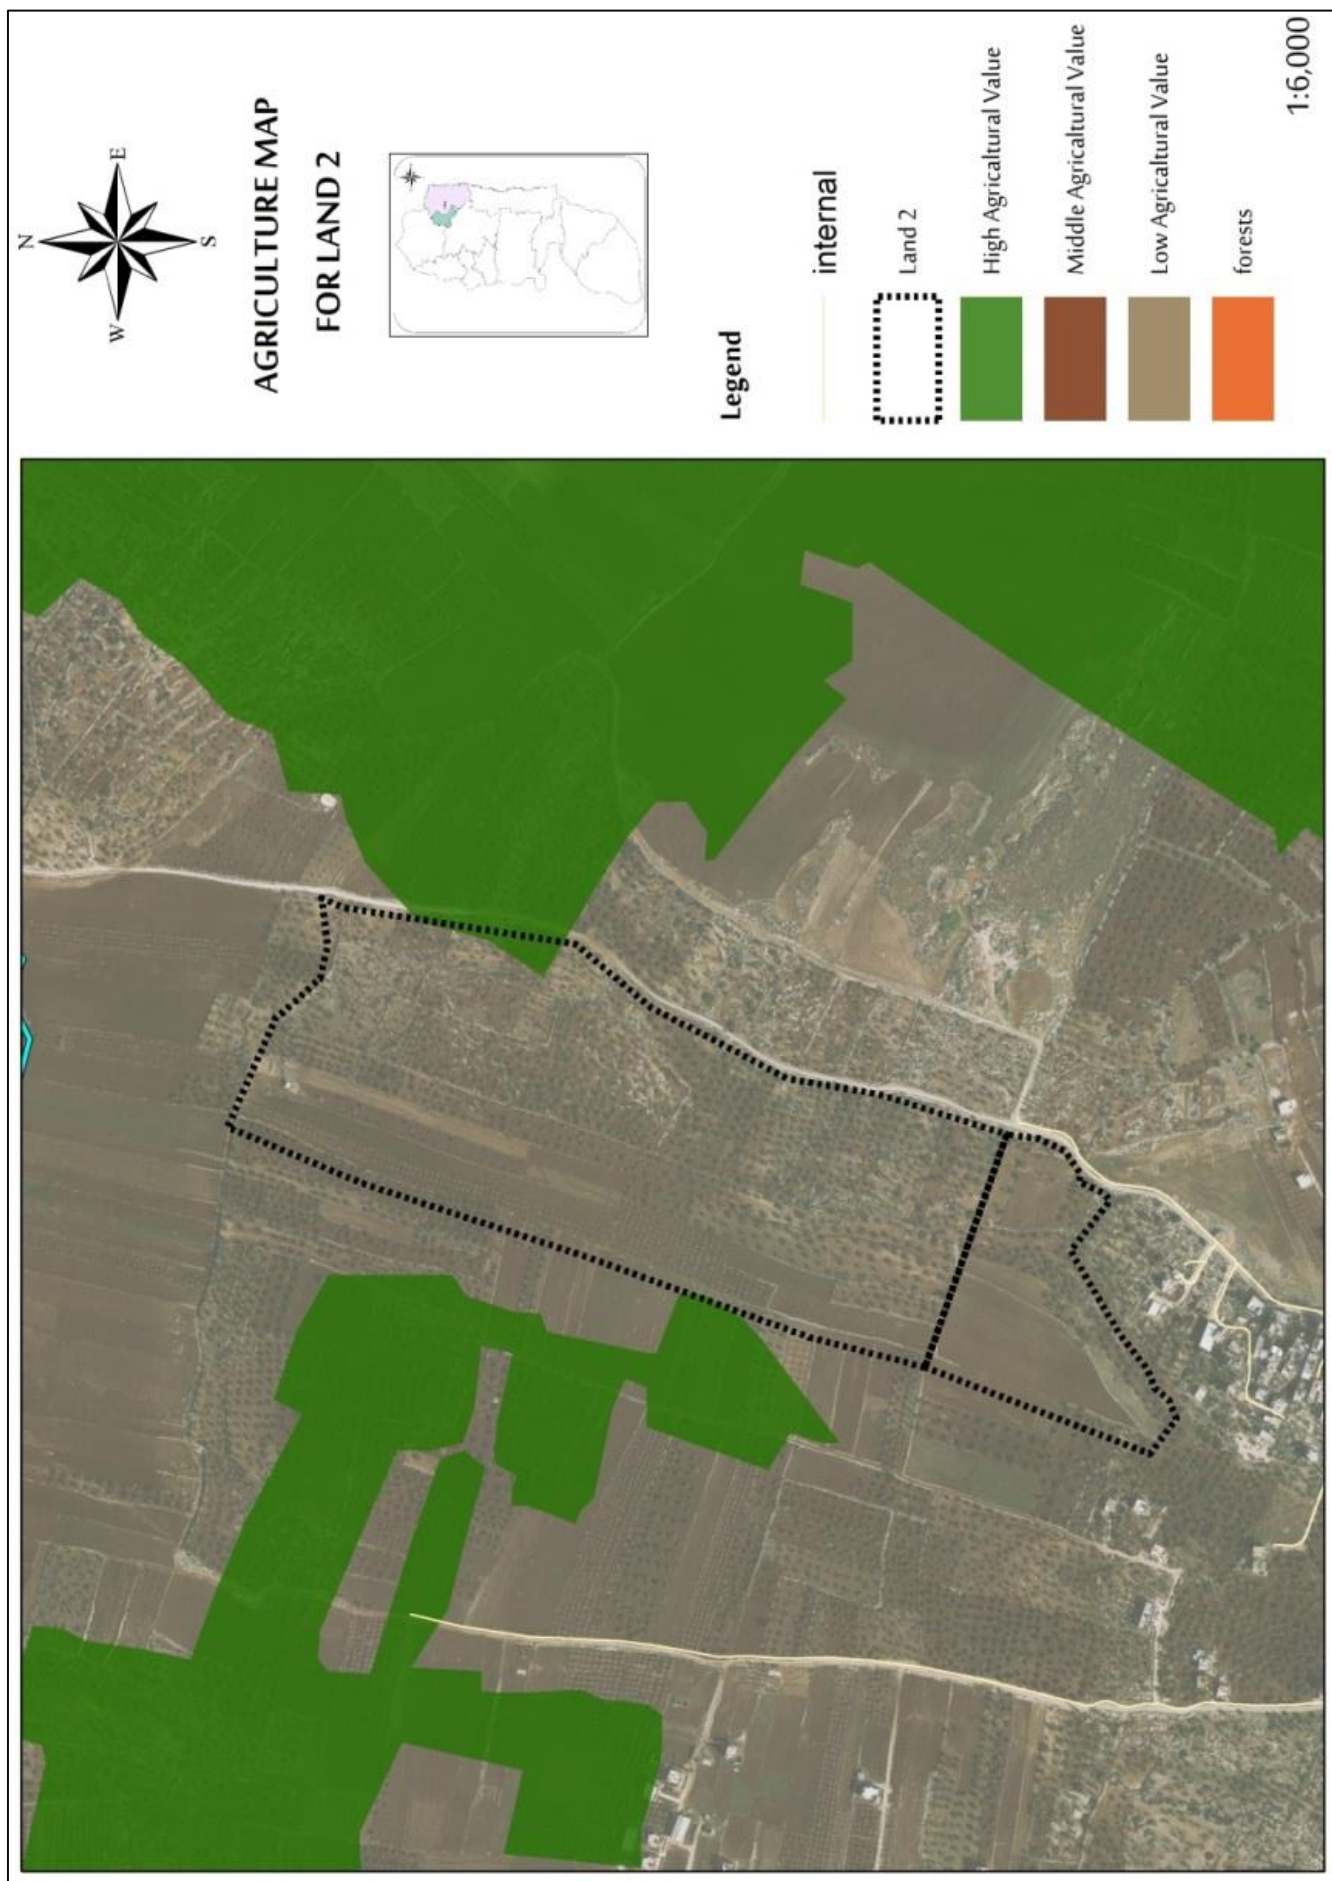 N
W
E
S
AGRICULTURE MAP
FOR LAND 2
Legend
internal
Land 2
High Agricaltural Value
Middle Agricaltural Value
Low Agricaltural Value
forests
1:6,000